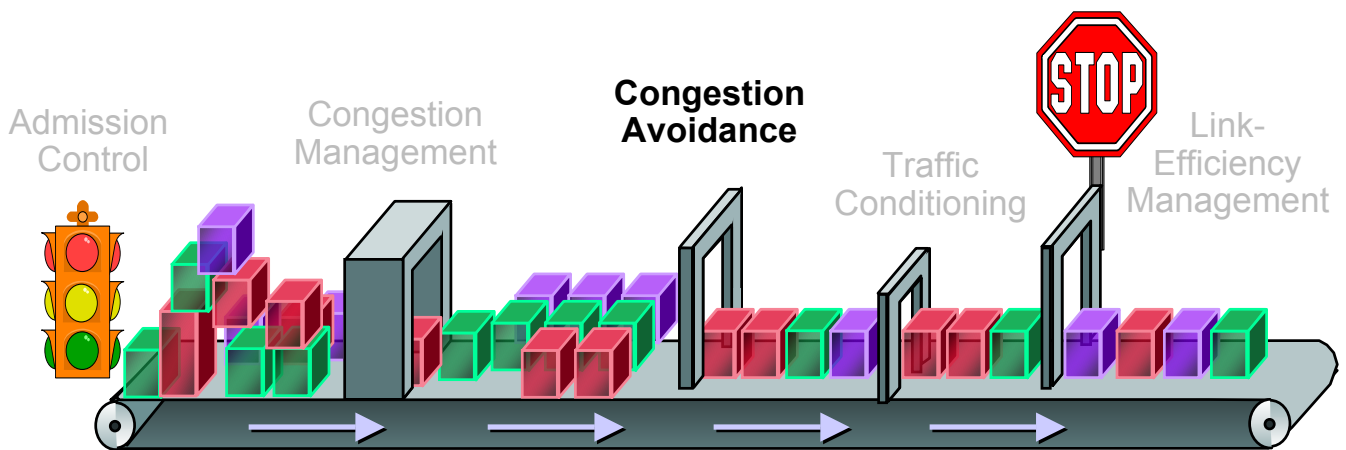 Admission
Control
Congestion
Management
Congestion
Avoidance
Traffic
Conditioning
STOP
Link-
Efficiency
Management